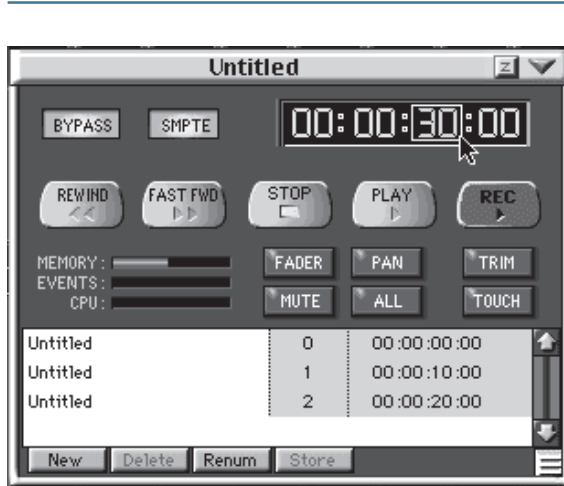 Untitled Z
BYPASS SMPTE 00:00:30:00
REWIND FAST FWD STOP PLAY REC
MEMORY: FADER PAN TRIM
EVENTS:
CPU: MUTE ALL TOUCH
Untitled 0 00:00:00:00
Untitled 1 00:00:10:00
Untitled 2 00:00:20:00
New Delete Renum Store